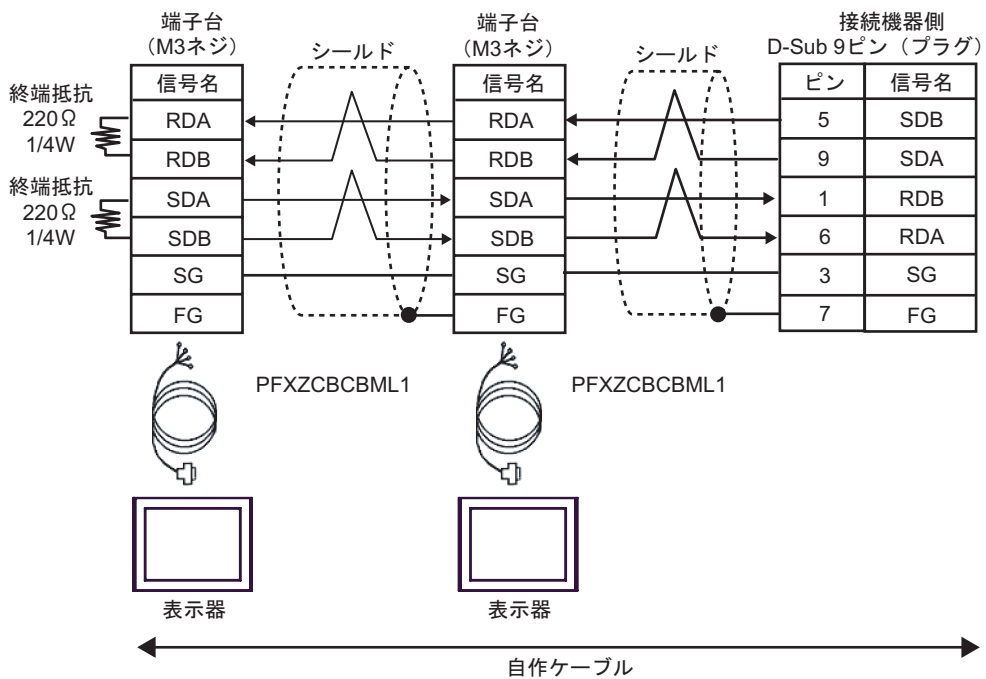 端子台
（M3ネジ）
端子台
（M3ネジ）
接続機器側
D-Sub 9ピン（プラグ）
シールド
シールド
信号名
信号名
ピン 信号名
終端抵抗
220Ω
1/4W
RDA
RDA
5 SDB
RDB
RDB
9 SDA
終端抵抗
220Ω
1/4W
SDA
SDA
1 RDB
SDB
SDB
6 RDA
SG
SG
3 SG
FG
FG
7 FG
PFXZCBCBML1
PFXZCBCBML1
表示器
表示器
自作ケーブル